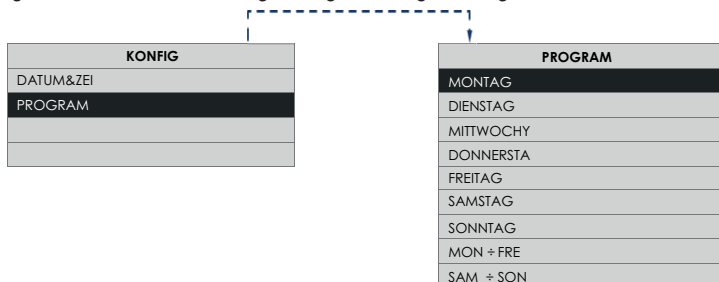 KONFIG
DATUM&ZEI
PROGRAM
PROGRAM
MONTAG
DIENSTAG
MITTWOCHY
DONNERSTA
FREITAG
SAMSTAG
SONNTAG
MON ÷ FRE
SAM ÷ SON